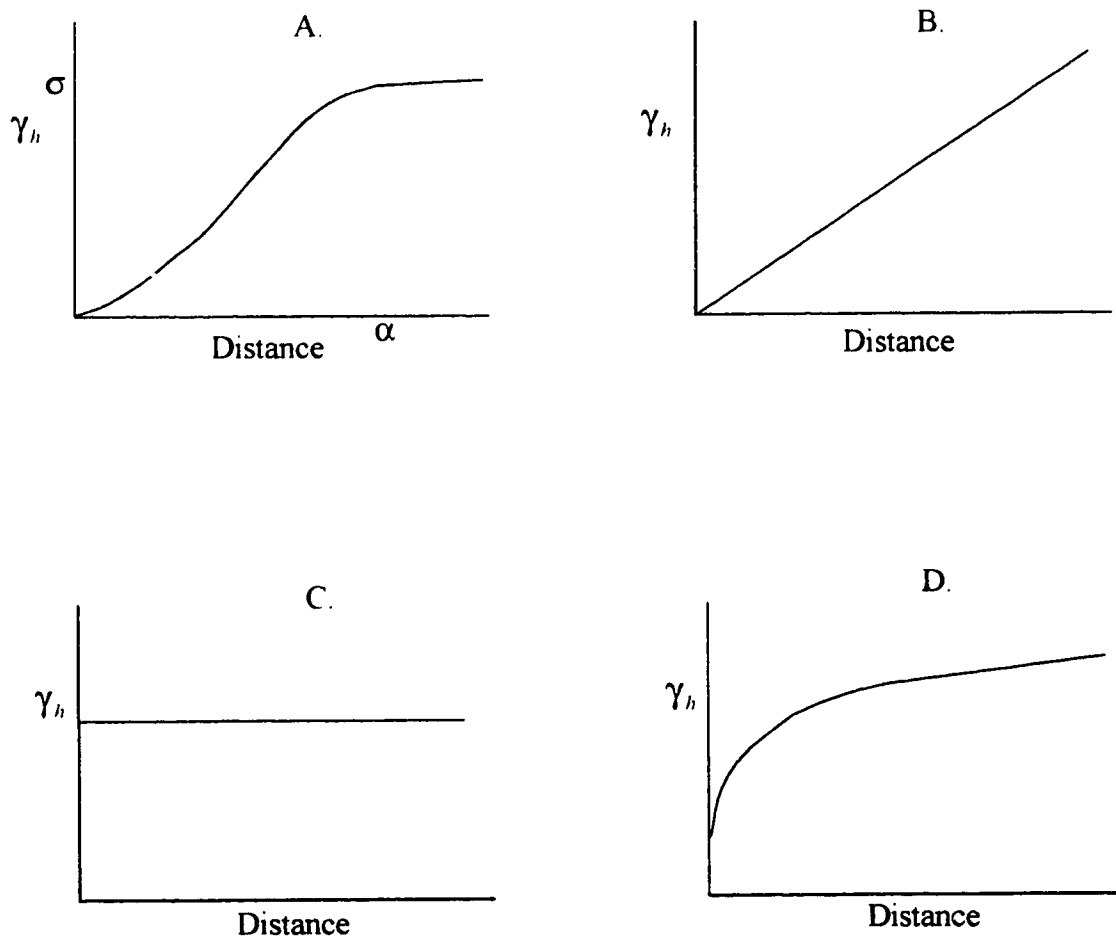 A.
σ
γh
α
Distance
B.
γh
Distance
C.
γh
Distance
D.
γh
Distance